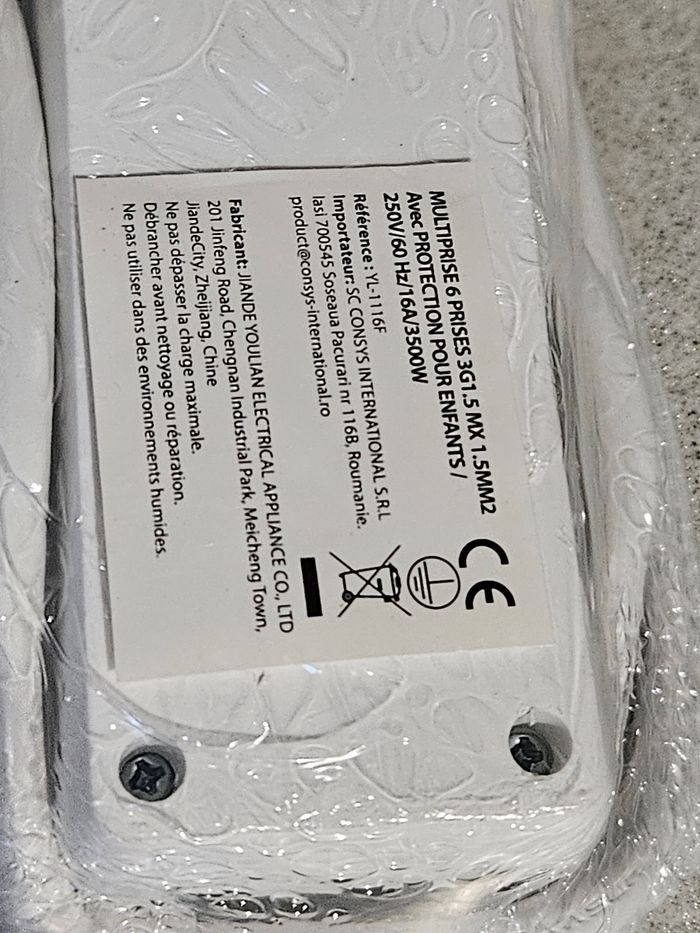 MULTIPRISE 6 PRISES 3G1.5 MX 1.5MM2
Avec PROTECTION POUR ENFANTS /
250V/60 Hz/16A/3500W
Référence : YL-1116F
Importateur: SC CONSYS INTERNATIONAL S.R.L
Iasi 700545 Soseaua Pacurari nr 116B, Roumanie.
product@consys-international.ro
Fabricant: JIANDE YOULIAN ELECTRICAL APPLIANCE CO., LTD
201 Jinfeng Road, Chengnan Industrial Park, Meicheng Town,
JiandeCity, Zheijiang, Chine
Ne pas dépasser la charge maximale.
Débrancher avant nettoyage ou réparation.
Ne pas utiliser dans des environnements humides.
CE